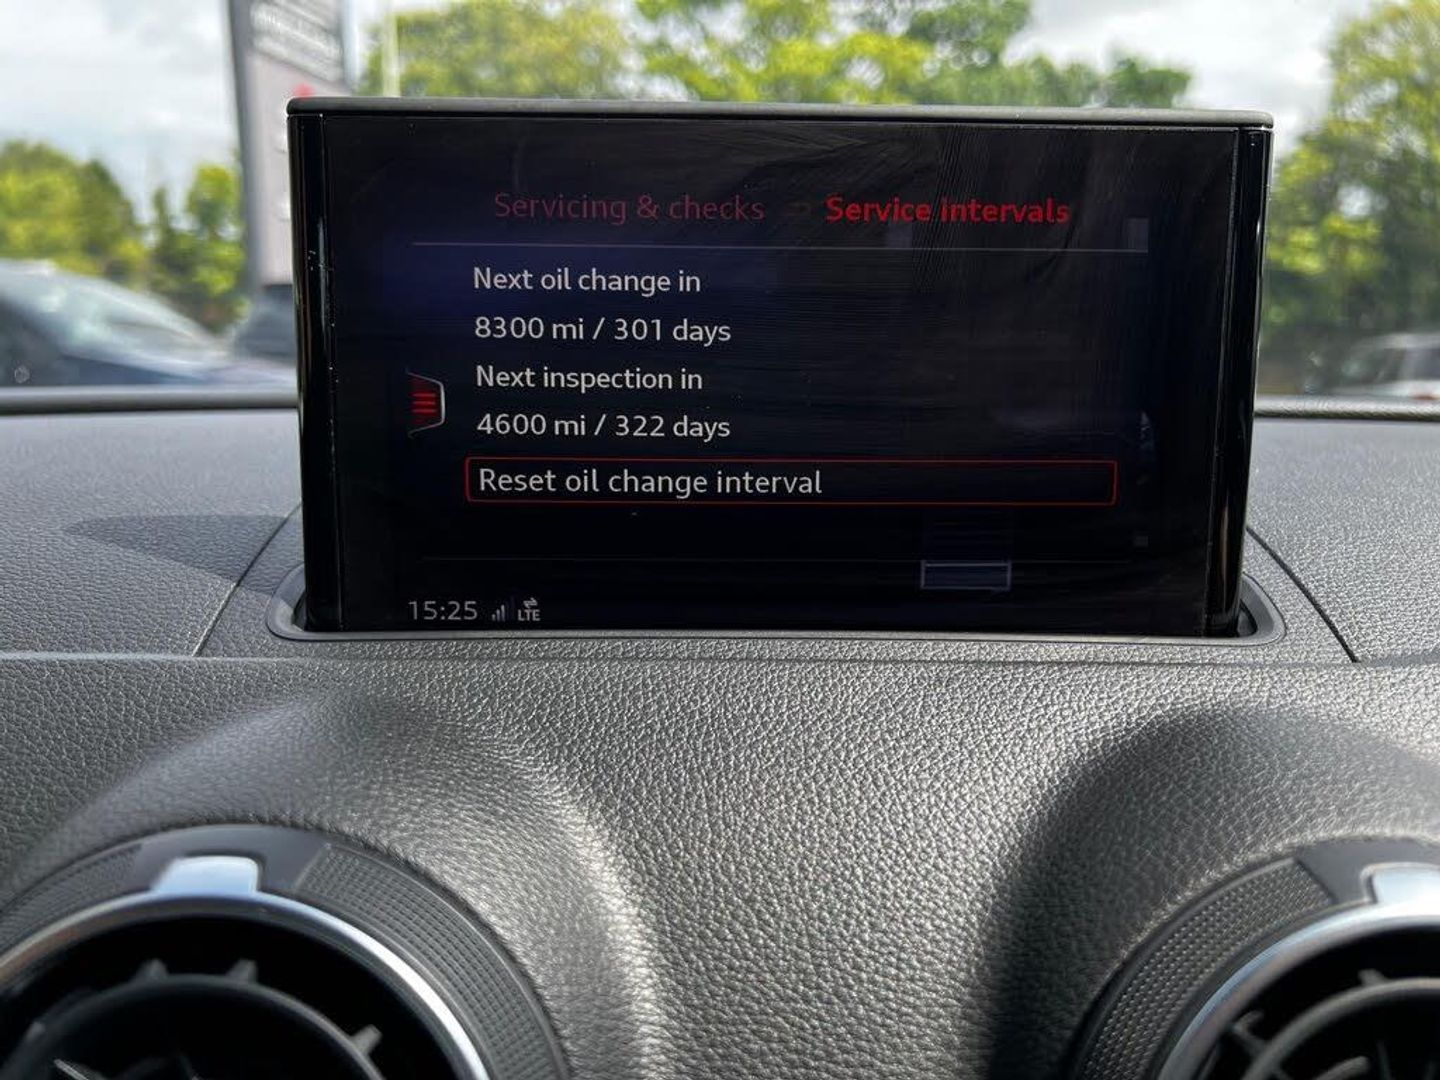 Servicing & checks Service intervals
Next oil change in
8300 mi / 301 days
Next inspection in
4600 mi / 322 days
Reset oil change interval
15:25 LTE